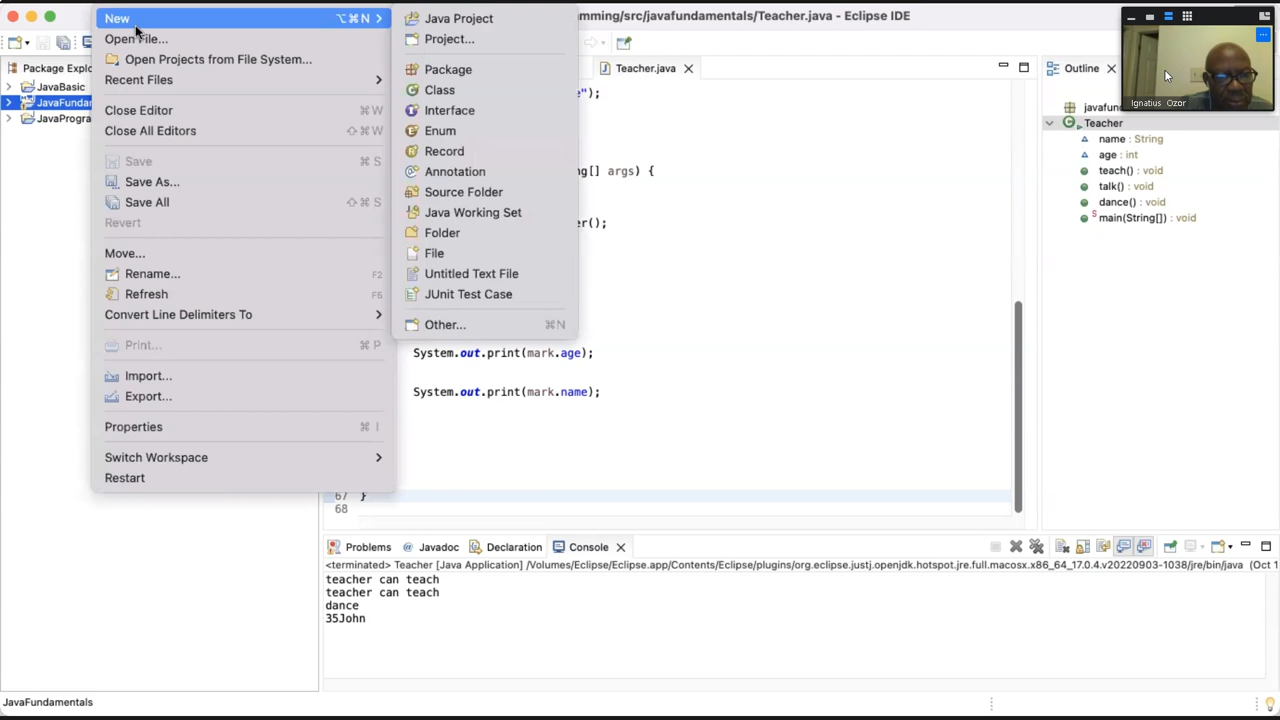 mming/src/javafundamentals/Teacher.java - Eclipse IDE
New ⌥⌘N
Open File...
Open Projects from File System...
Recent Files
Close Editor ⌘W
Close All Editors ⇧⌘W
Save ⌘S
Save As...
Save All ⇧⌘S
Revert
Move...
Rename... F2
Refresh F5
Convert Line Delimiters To
Print... ⌘P
Import...
Export...
Properties ⌘I
Switch Workspace
Restart
Java Project
Project...
Package
Class
Interface
Enum
Record
Annotation
Source Folder
Java Working Set
Folder
File
Untitled Text File
JUnit Test Case
Other... ⌘N
Package Explo
JavaBasic
JavaFundar
JavaProgra
Teacher.java
e");
ng[] args) {
er();
System.out.print(mark.age);
System.out.print(mark.name);
67 }
68
Outline
javafund
Teacher
name : String
age : int
teach() : void
talk() : void
dance() : void
S main(String[]) : void
Ignatius Ozor
Problems @ Javadoc Declaration Console
<terminated> Teacher [Java Application] /Volumes/Eclipse/Eclipse.app/Contents/Eclipse/plugins/org.eclipse.justj.openjdk.hotspot.jre.full.macosx.x86_64_17.0.4.v20220903-1038/jre/bin/java (Oct 1
teacher can teach
teacher can teach
dance
35John
JavaFundamentals